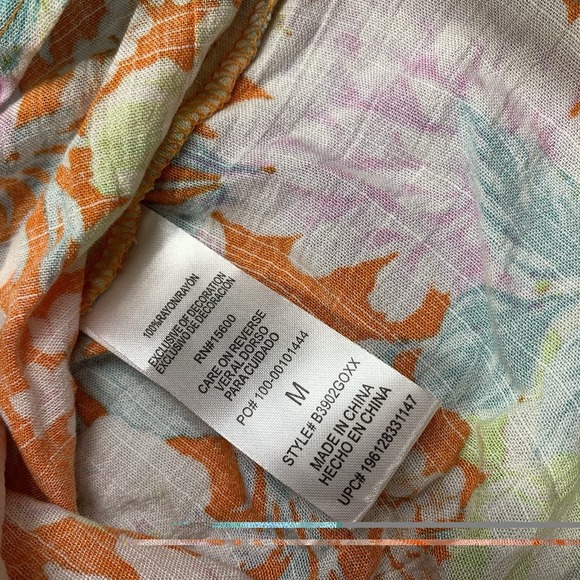 100%RAYON/RAYÓN
EXCLUSIVE OF DECORATION
EXCLUSIVO DE DECORACIÓN
RN#15600
CARE ON REVERSE
VER AL DORSO
PARA CUIDADO
PO# 100-00101444
M
STYLE# B3902GOXX
MADE IN CHINA
HECHO EN CHINA
UPC# 196128331147